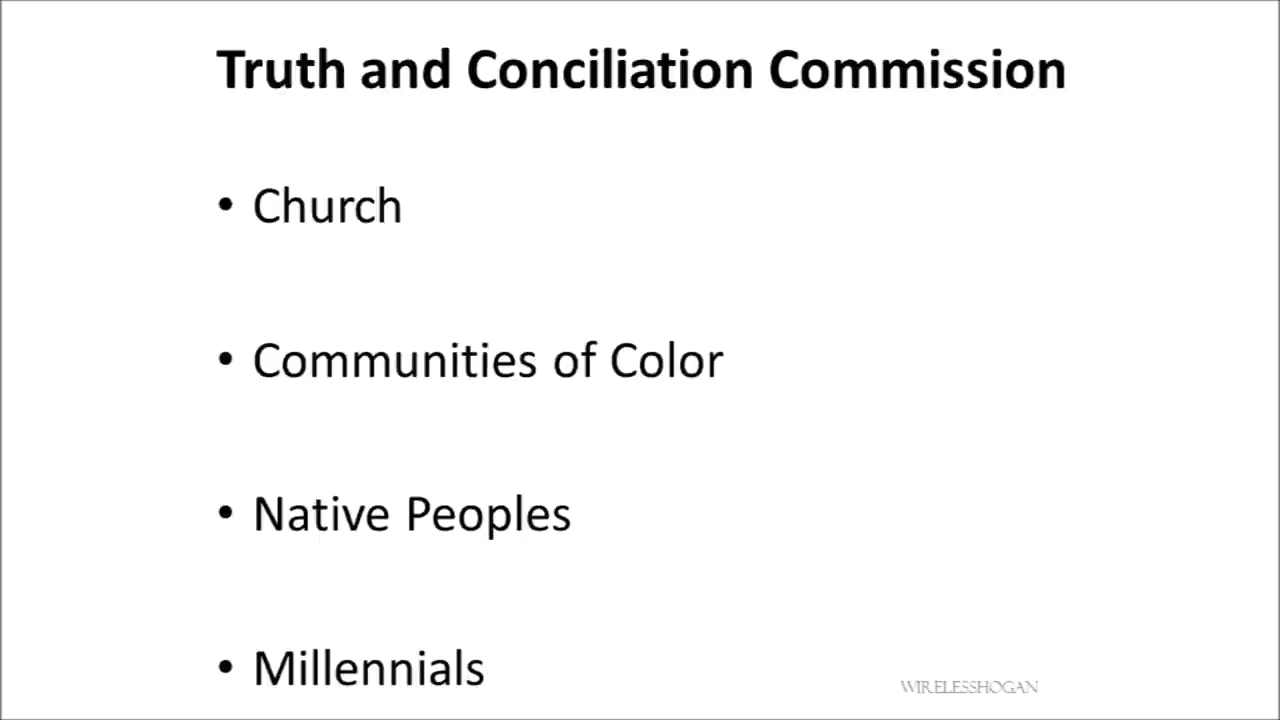 Truth and Conciliation Commission
• Church
• Communities of Color
• Native Peoples
• Millennials
WIRELESSHOGAN